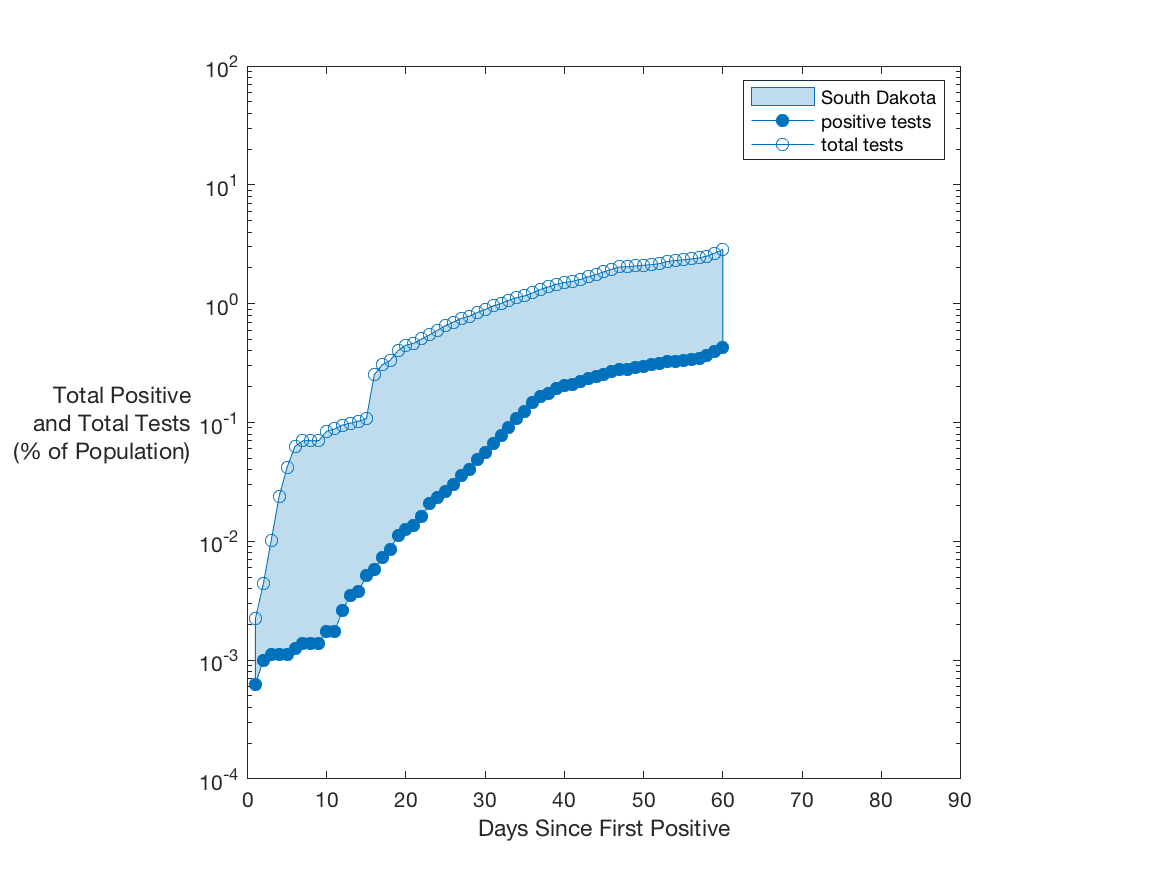 10^2
10^1
10^0
10^-1
10^-2
10^-3
10^-4
Total Positive
and Total Tests
(% of Population)
South Dakota
positive tests
total tests
0 10 20 30 40 50 60 70 80 90
Days Since First Positive